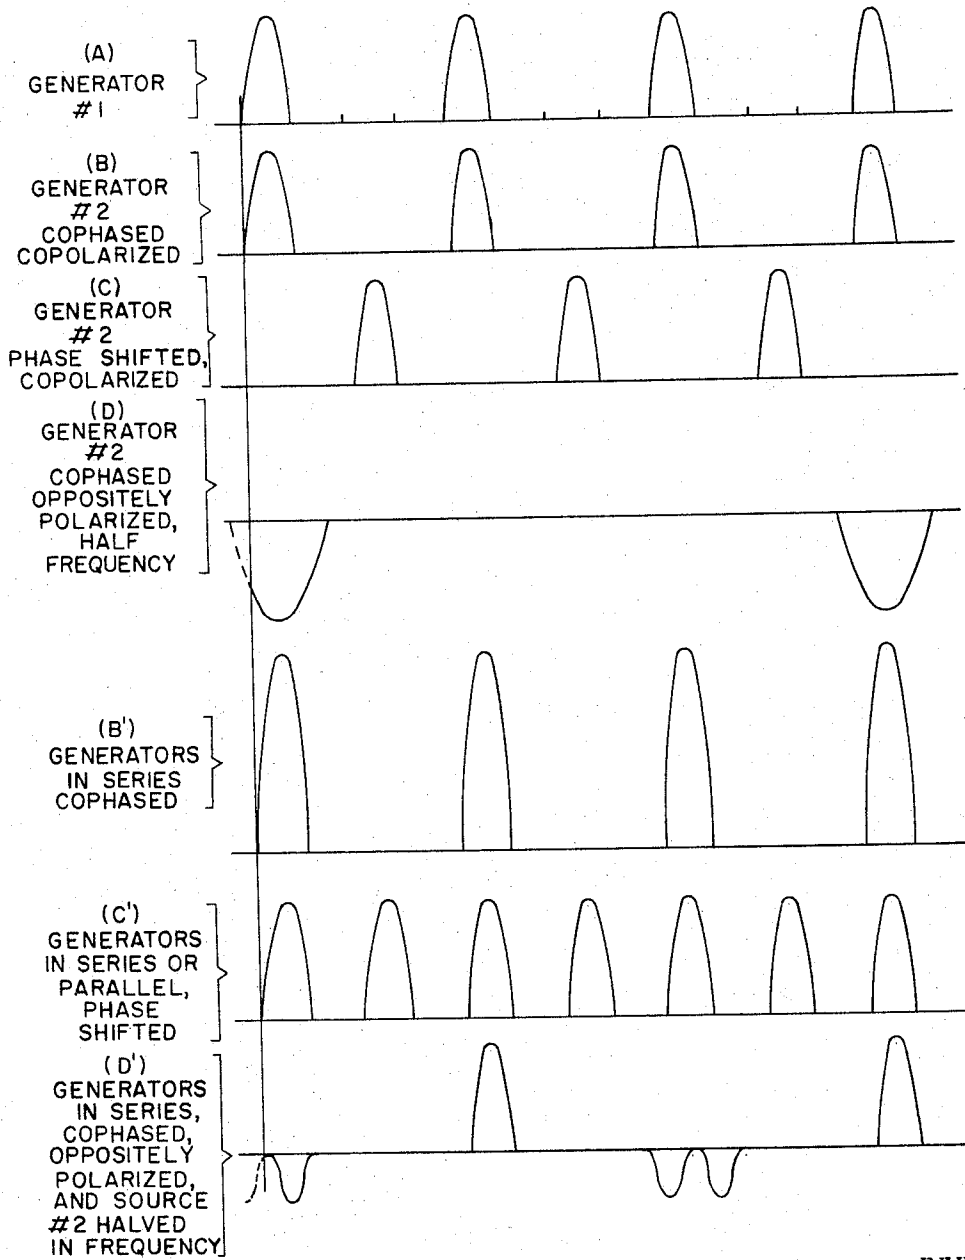 (A)
GENERATOR
#1
(B)
GENERATOR
#2
COPHASED
COPOLARIZED
(C)
GENERATOR
#2
PHASE SHIFTED,
COPOLARIZED
(D)
GENERATOR
#2
COPHASED
OPPOSITELY
POLARIZED,
HALF
FREQUENCY
(B')
GENERATORS
IN SERIES
COPHASED
(C')
GENERATORS
IN SERIES OR
PARALLEL,
PHASE
SHIFTED
(D')
GENERATORS
IN SERIES,
COPHASED,
OPPOSITELY
POLARIZED,
AND SOURCE
#2 HALVED
IN FREQUENCY